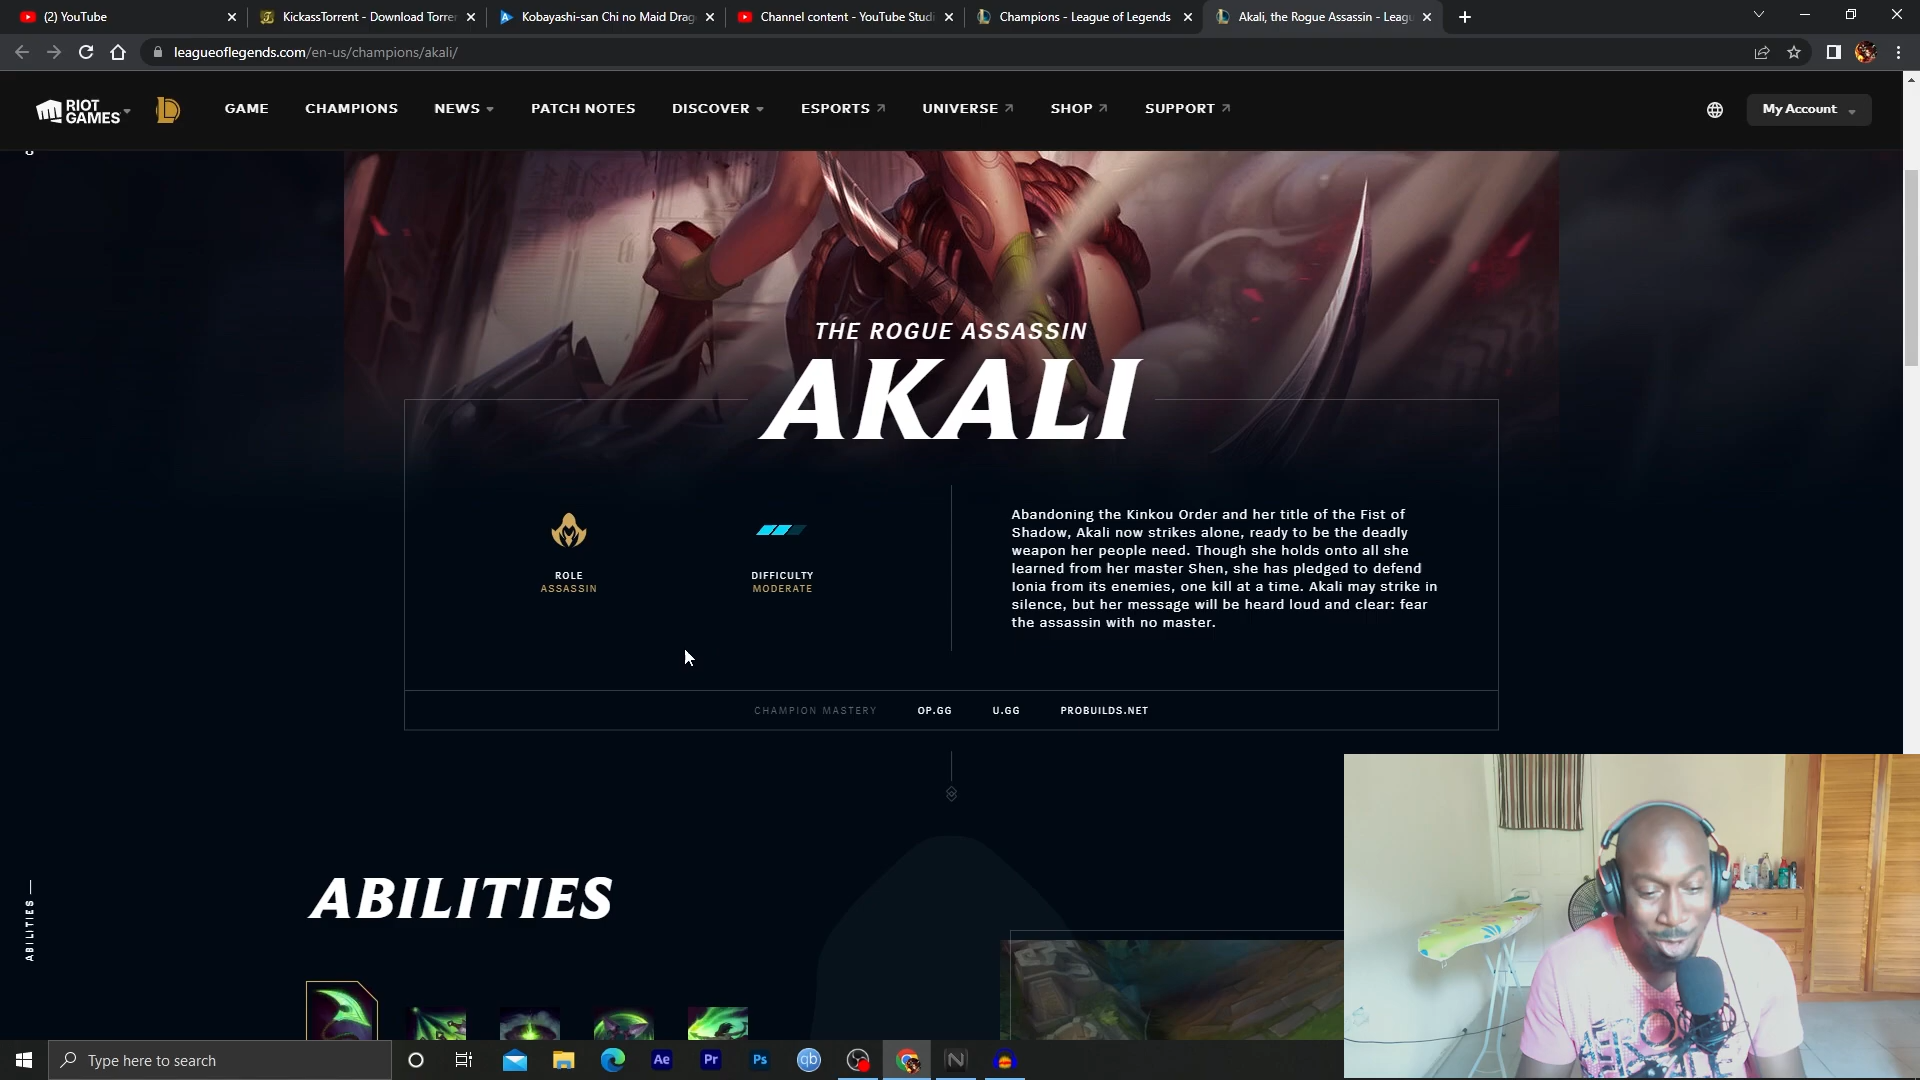 (2) YouTube
KickassTorrent - Download Torren
Kobayashi-san Chi no Maid Drag
Channel content - YouTube Studi
Champions - League of Legends
Akali, the Rogue Assassin - Leagu
leagueoflegends.com/en-us/champions/akali/
RIOT
GAMES
GAME
CHAMPIONS
NEWS
PATCH NOTES
DISCOVER
ESPORTS
UNIVERSE
SHOP
SUPPORT
My Account
THE ROGUE ASSASSIN
AKALI
ROLE
ASSASSIN
DIFFICULTY
MODERATE
Abandoning the Kinkou Order and her title of the Fist of
Shadow, Akali now strikes alone, ready to be the deadly
weapon her people need. Though she holds onto all she
learned from her master Shen, she has pledged to defend
Ionia from its enemies, one kill at a time. Akali may strike in
silence, but her message will be heard loud and clear: fear
the assassin with no master.
CHAMPION MASTERY
OP.GG
U.GG
PROBUILDS.NET
ABILITIES
ABILITIES
Type here to search
Ae
Pr
Ps
qb
N